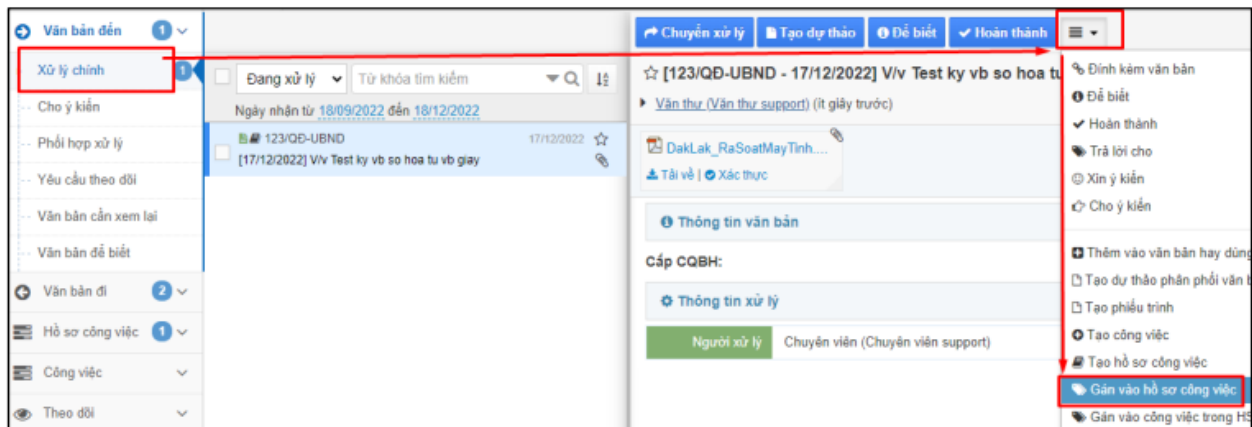 Văn bản đến 1
Xử lý chính 1
Cho ý kiến
Phối hợp xử lý
Yêu cầu theo dõi
Văn bản cần xem lại
Văn bản để biết
Văn bản đi 2
Hồ sơ công việc 1
Công việc
Theo dõi
Đang xử lý Từ khóa tìm kiếm
Ngày nhận từ 18/09/2022 đến 18/12/2022
123/QĐ-UBND 17/12/2022
[17/12/2022] V/v Test ky vb so hoa tu vb giay
Chuyển xử lý Tạo dự thảo Để biết Hoàn thành
[123/QĐ-UBND - 17/12/2022] V/v Test ky vb so hoa tu
Văn thư (Văn thư support) (ít giây trước)
DakLak_RaSoatMayTinh....
Tải về | Xác thực
Thông tin văn bản
Cấp CQBH:
Thông tin xử lý
Người xử lý Chuyên viên (Chuyên viên support)
Đính kèm văn bản
Để biết
Hoàn thành
Trả lời cho
Xin ý kiến
Cho ý kiến
Thêm vào văn bản hay dùng
Tạo dự thảo phân phối văn b
Tạo phiếu trình
Tạo công việc
Tạo hồ sơ công việc
Gán vào hồ sơ công việc
Gán vào công việc trong HS